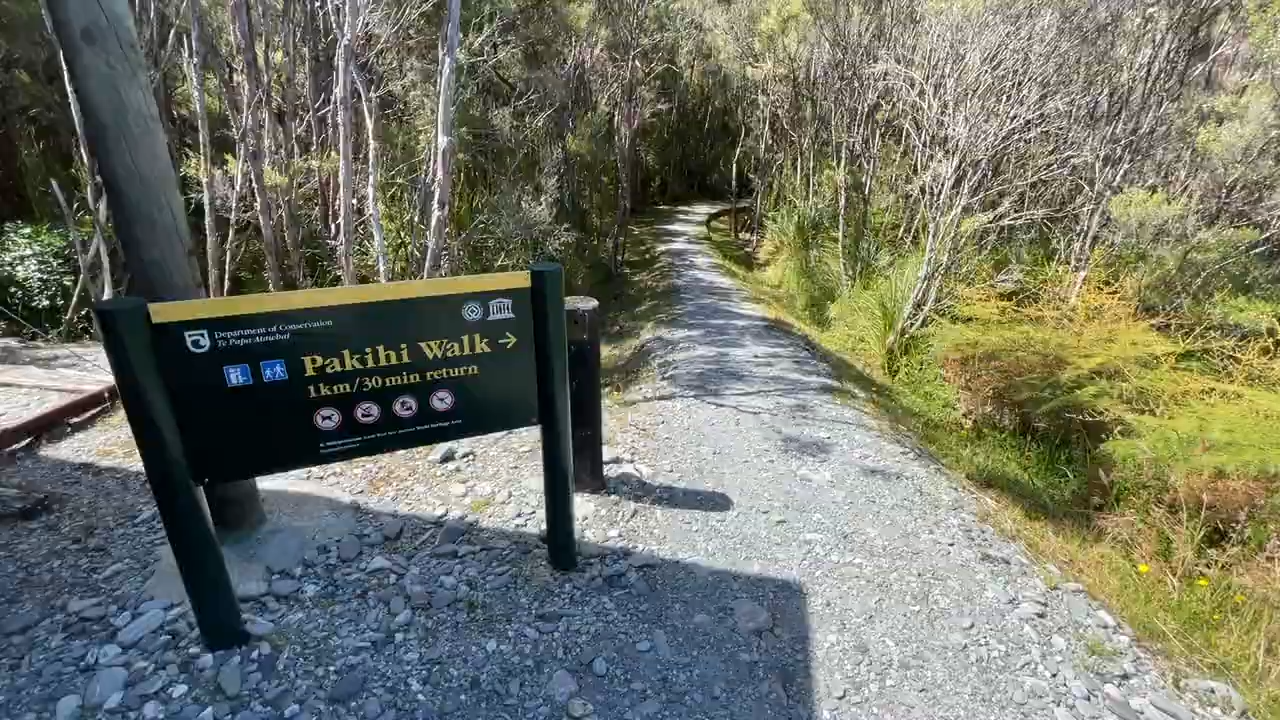 Department of Conservation
Te Papa Atawhai
Pakihi Walk
1km/30 min return